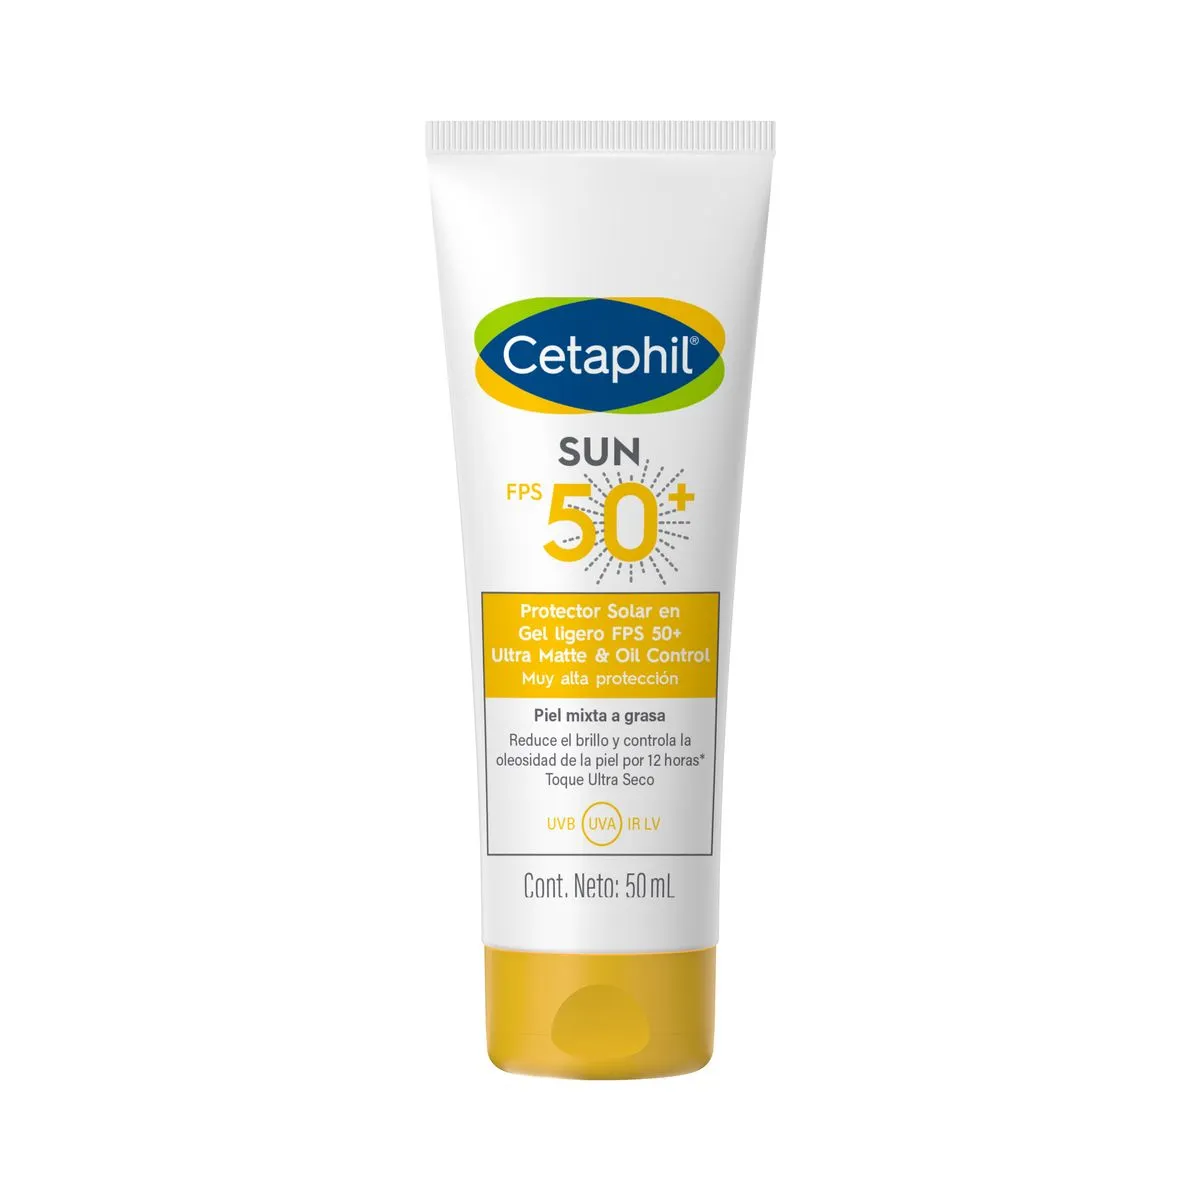 Cetaphil®
SUN
FPS 50+
Protector Solar en
Gel ligero FPS 50+
Ultra Matte & Oil Control
Muy alta protección
Piel mixta a grasa
Reduce el brillo y controla la
oleosidad de la piel por 12 horas*
Toque Ultra Seco
UVB UVA IR LV
Cont. Neto: 50 mL